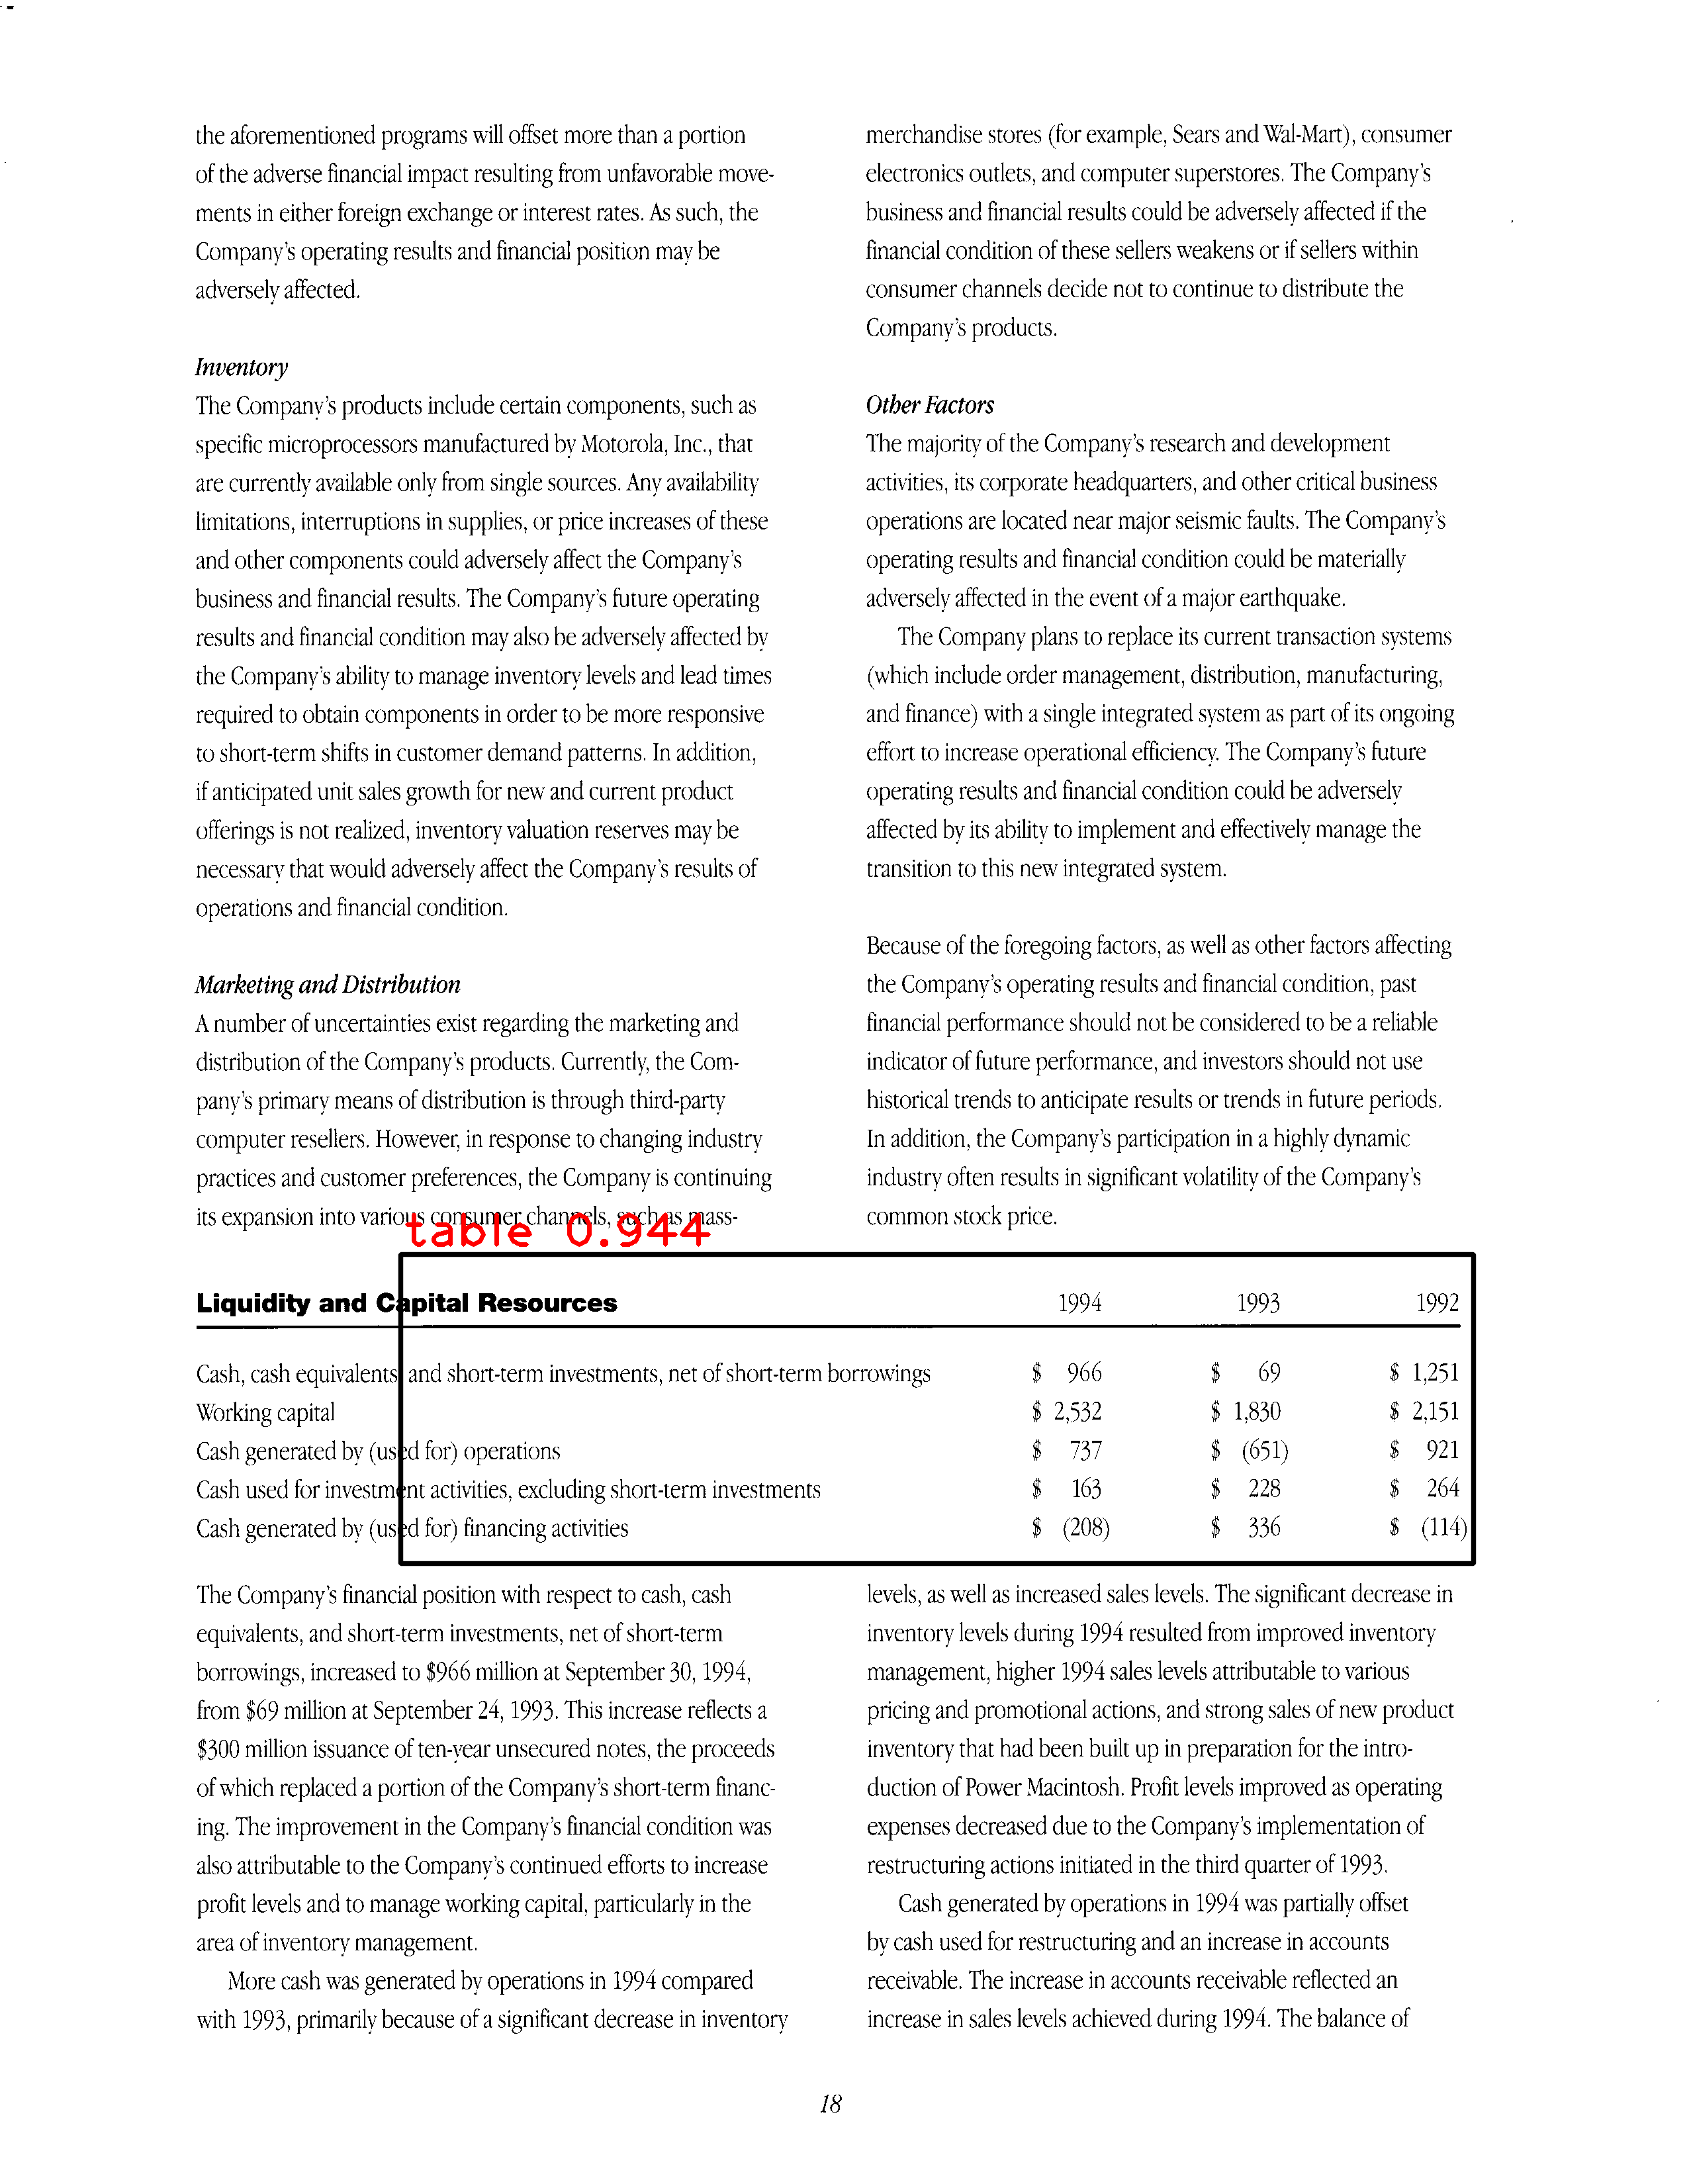 the aforementioned programs will offset more than a portion
of the adverse financial impact resulting from unfavorable move-
ments in either foreign exchange or interest rates. As such, the
Company's operating results and financial position may be
adversely affected.
Inventory
The Company's products include certain components, such as
specific microprocessors manufactured by Motorola, Inc., that
are currently available only from single sources. Any availability
limitations, interruptions in supplies, or price increases of these
and other components could adversely affect the Company's
business and financial results. The Company's future operating
results and financial condition may also be adversely affected by
the Company's ability to manage inventory levels and lead times
required to obtain components in order to be more responsive
to short-term shifts in customer demand patterns. In addition,
if anticipated unit sales growth for new and current product
offerings is not realized, inventory valuation reserves may be
necessary that would adversely affect the Company's results of
operations and financial condition.
Marketing and Distribution
A number of uncertainties exist regarding the marketing and
distribution of the Company's products. Currently, the Com-
pany's primary means of distribution is through third-party
computer resellers. However, in response to changing industry
practices and customer preferences, the Company is continuing
its expansion into various consumer channels, such as mass-
merchandise stores (for example, Sears and Wal-Mart), consumer
electronics outlets, and computer superstores. The Company's
business and financial results could be adversely affected if the
financial condition of these sellers weakens or if sellers within
consumer channels decide not to continue to distribute the
Company's products.
Other Factors
The majority of the Company's research and development
activities, its corporate headquarters, and other critical business
operations are located near major seismic faults. The Company's
operating results and financial condition could be materially
adversely affected in the event of a major earthquake.
The Company plans to replace its current transaction systems
(which include order management, distribution, manufacturing,
and finance) with a single integrated system as part of its ongoing
effort to increase operational efficiency. The Company's future
operating results and financial condition could be adversely
affected by its ability to implement and effectively manage the
transition to this new integrated system.
Because of the foregoing factors, as well as other factors affecting
the Company's operating results and financial condition, past
financial performance should not be considered to be a reliable
indicator of future performance, and investors should not use
historical trends to anticipate results or trends in future periods.
In addition, the Company's participation in a highly dynamic
industry often results in significant volatility of the Company's
common stock price.
table 0.944
Liquidity and Capital Resources 1994 1993 1992
Cash, cash equivalents and short-term investments, net of short-term borrowings $ 966 $ 69 $ 1,251
Working capital $ 2,532 $ 1,830 $ 2,151
Cash generated by (used for) operations $ 737 $ (651) $ 921
Cash used for investment activities, excluding short-term investments $ 163 $ 228 $ 264
Cash generated by (used for) financing activities $ (208) $ 336 $ (114)
The Company's financial position with respect to cash, cash
equivalents, and short-term investments, net of short-term
borrowings, increased to $966 million at September 30, 1994,
from $69 million at September 24, 1993. This increase reflects a
$300 million issuance of ten-year unsecured notes, the proceeds
of which replaced a portion of the Company's short-term financ-
ing. The improvement in the Company's financial condition was
also attributable to the Company's continued efforts to increase
profit levels and to manage working capital, particularly in the
area of inventory management.
More cash was generated by operations in 1994 compared
with 1993, primarily because of a significant decrease in inventory
levels, as well as increased sales levels. The significant decrease in
inventory levels during 1994 resulted from improved inventory
management, higher 1994 sales levels attributable to various
pricing and promotional actions, and strong sales of new product
inventory that had been built up in preparation for the intro-
duction of Power Macintosh. Profit levels improved as operating
expenses decreased due to the Company's implementation of
restructuring actions initiated in the third quarter of 1993.
Cash generated by operations in 1994 was partially offset
by cash used for restructuring and an increase in accounts
receivable. The increase in accounts receivable reflected an
increase in sales levels achieved during 1994. The balance of
18